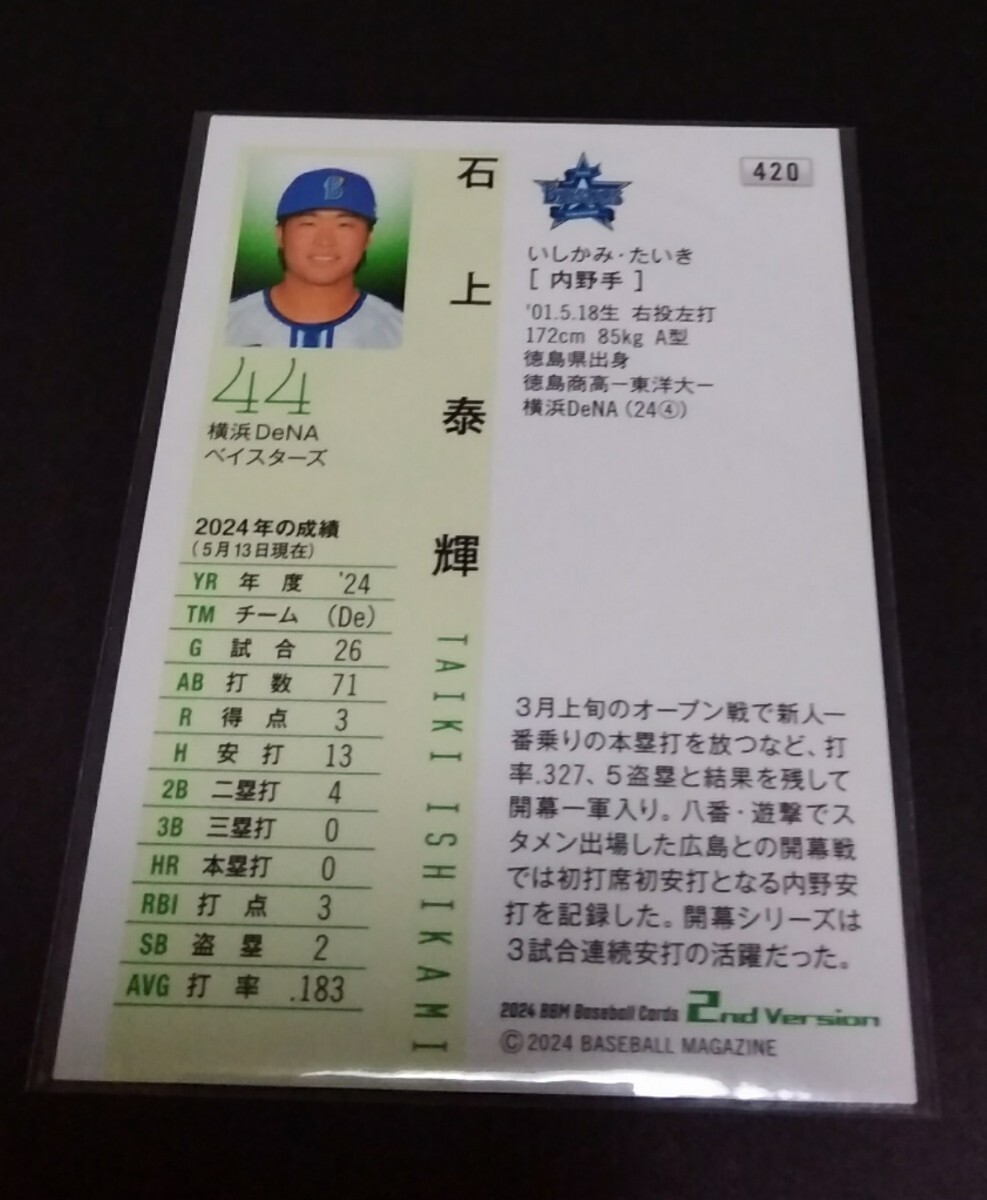 420
いしかみ・たいき
[ 内野手 ]
'01.5.18生 右投左打
172cm 85kg A型
徳島県出身
徳島商高ー東洋大ー
横浜DeNA (24④)
石上泰輝
TAIKI ISHIKAMI
44
横浜DeNA
ベイスターズ
2024年の成績
(5月13日現在)
YR 年度 '24
TM チーム (De)
G 試合 26
AB 打数 71
R 得点 3
H 安打 13
2B 二塁打 4
3B 三塁打 0
HR 本塁打 0
RBI 打点 3
SB 盗塁 2
AVG 打率 .183
3月上旬のオープン戦で新人一
番乗りの本塁打を放つなど、打
率.327、5盗塁と結果を残して
開幕一軍入り。八番・遊撃でス
タメン出場した広島との開幕戦
では初打席初安打となる内野安
打を記録した。開幕シリーズは
3試合連続安打の活躍だった。
2024 BBM Baseball Cards 2nd Version
©2024 BASEBALL MAGAZINE